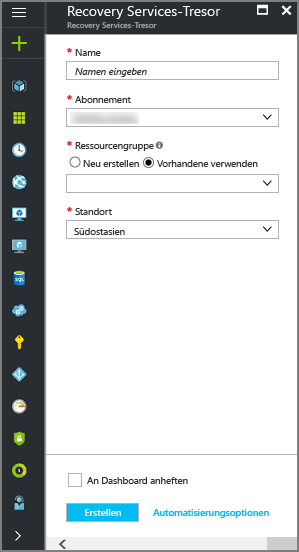 Recovery Services-Tresor
Recovery Services-Tresor
* Name
Namen eingeben
* Abonnement
* Ressourcengruppe
Neu erstellen Vorhandene verwenden
* Standort
Südostasien
SQL
An Dashboard anheften
Erstellen Automatisierungsoptionen